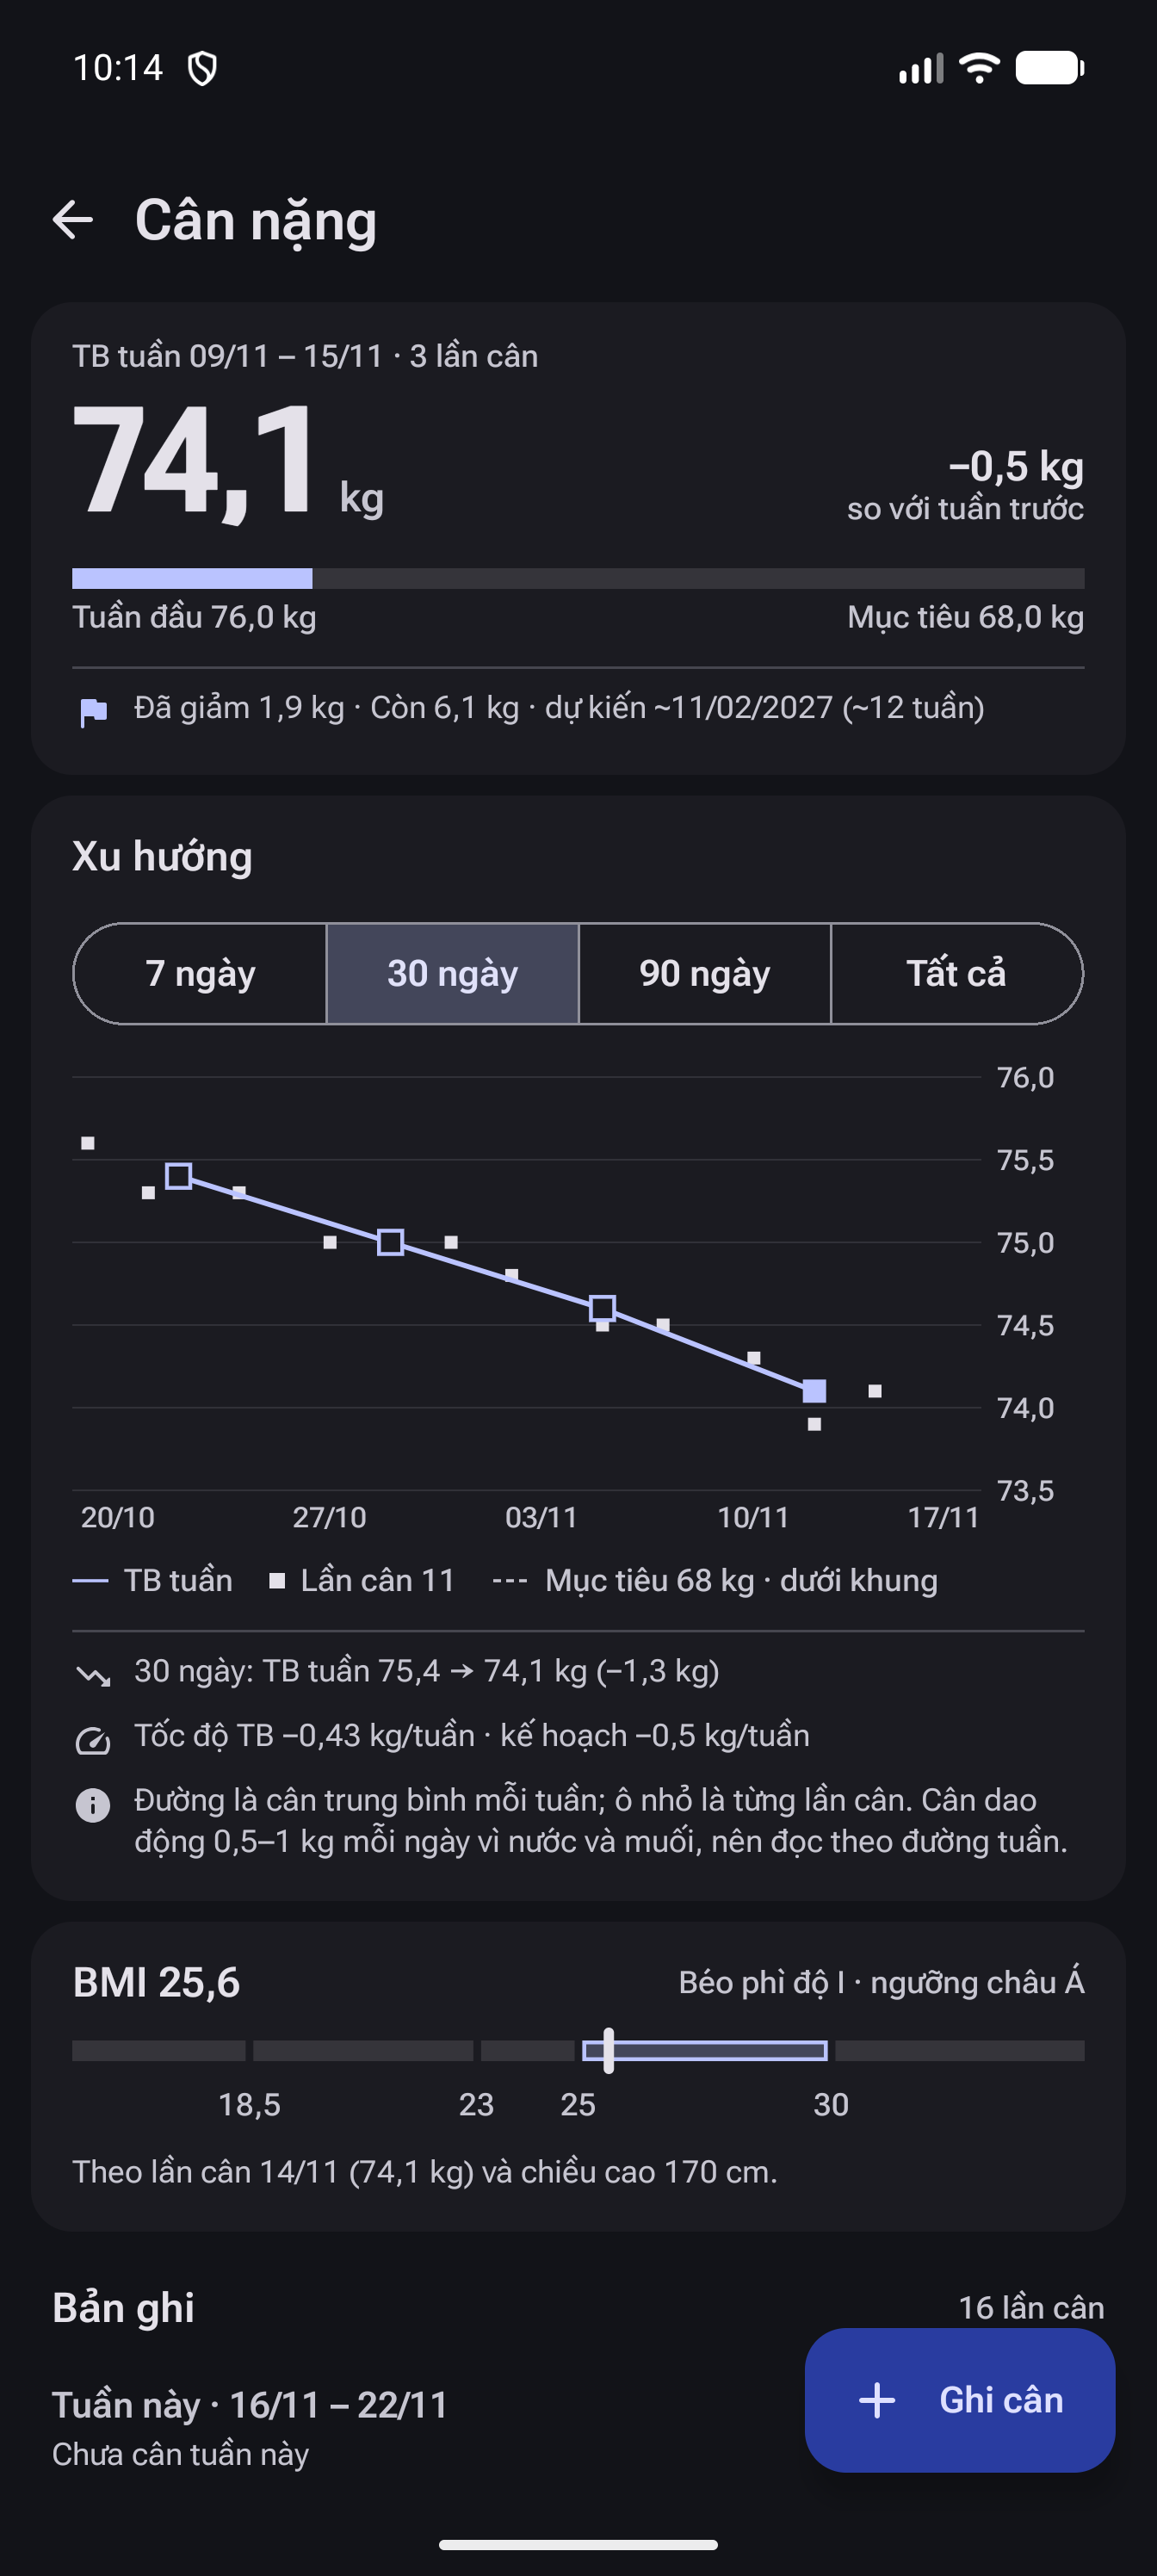 10:14
Cân nặng
TB tuần 09/11 – 15/11 · 3 lần cân
74,1 kg
−0,5 kg
so với tuần trước
Tuần đầu 76,0 kg
Mục tiêu 68,0 kg
Đã giảm 1,9 kg · Còn 6,1 kg · dự kiến ~11/02/2027 (~12 tuần)
Xu hướng
7 ngày
30 ngày
90 ngày
Tất cả
76,0
75,5
75,0
74,5
74,0
73,5
20/10
27/10
03/11
10/11
17/11
TB tuần
Lần cân 11
Mục tiêu 68 kg · dưới khung
30 ngày: TB tuần 75,4 → 74,1 kg (−1,3 kg)
Tốc độ TB −0,43 kg/tuần · kế hoạch −0,5 kg/tuần
Đường là cân trung bình mỗi tuần; ô nhỏ là từng lần cân. Cân dao
động 0,5–1 kg mỗi ngày vì nước và muối, nên đọc theo đường tuần.
BMI 25,6
Béo phì độ I · ngưỡng châu Á
18,5
23
25
30
Theo lần cân 14/11 (74,1 kg) và chiều cao 170 cm.
Bản ghi
16 lần cân
Tuần này · 16/11 – 22/11
Chưa cân tuần này
Ghi cân